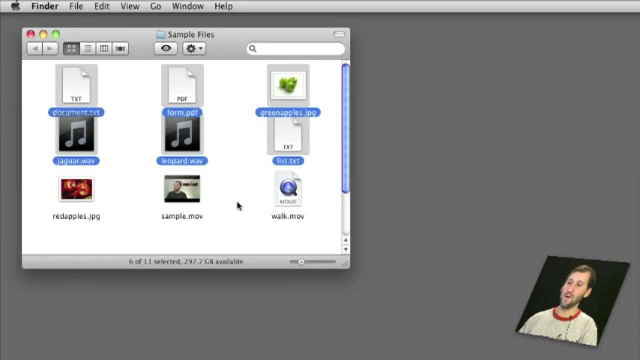 Finder File Edit View Go Window Help
Sample Files
TXT
PDF
document.txt form.pdf greenapples.jpg
TXT
jaguar.wav leopard.wav list.txt
MOVIE
redapples.jpg sample.mov walk.mov
6 of 11 selected, 297.7 GB available